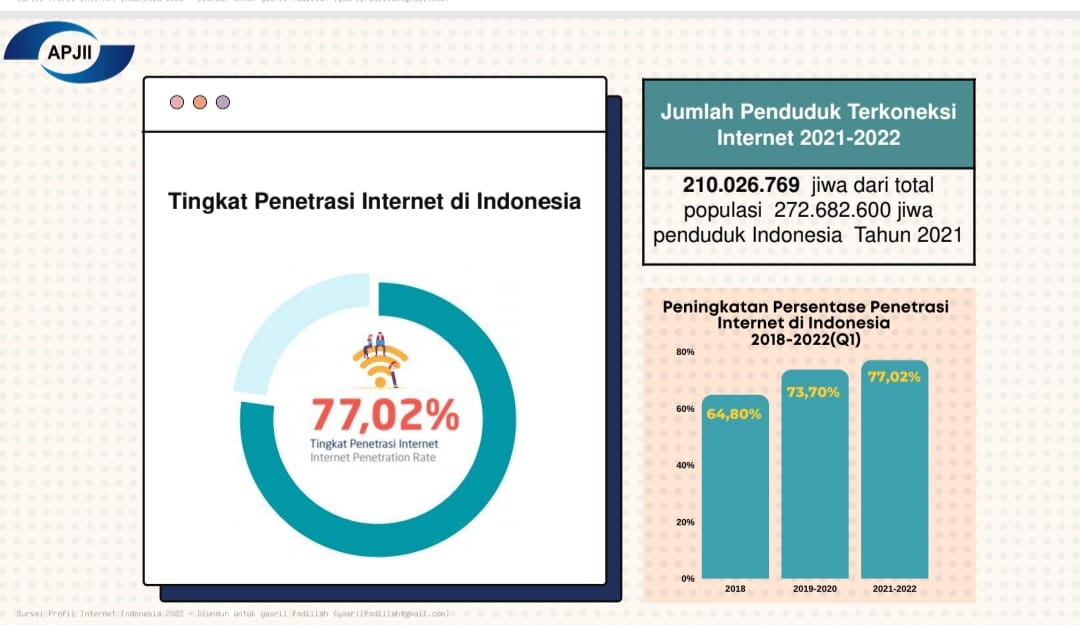 APJII
Tingkat Penetrasi Internet di Indonesia
77,02%
Tingkat Penetrasi Internet
Internet Penetration Rate
Jumlah Penduduk Terkoneksi
Internet 2021-2022
210.026.769 jiwa dari total
populasi 272.682.600 jiwa
penduduk Indonesia Tahun 2021
Peningkatan Persentase Penetrasi
Internet di Indonesia
2018-2022(Q1)
80%
60%
40%
20%
0%
64,80%
73,70%
77,02%
2018
2019-2020
2021-2022
Survei Profil Internet Indonesia 2022 - Diunduh untuk yasril fadillah (yasrilfadillah@gmail.com)